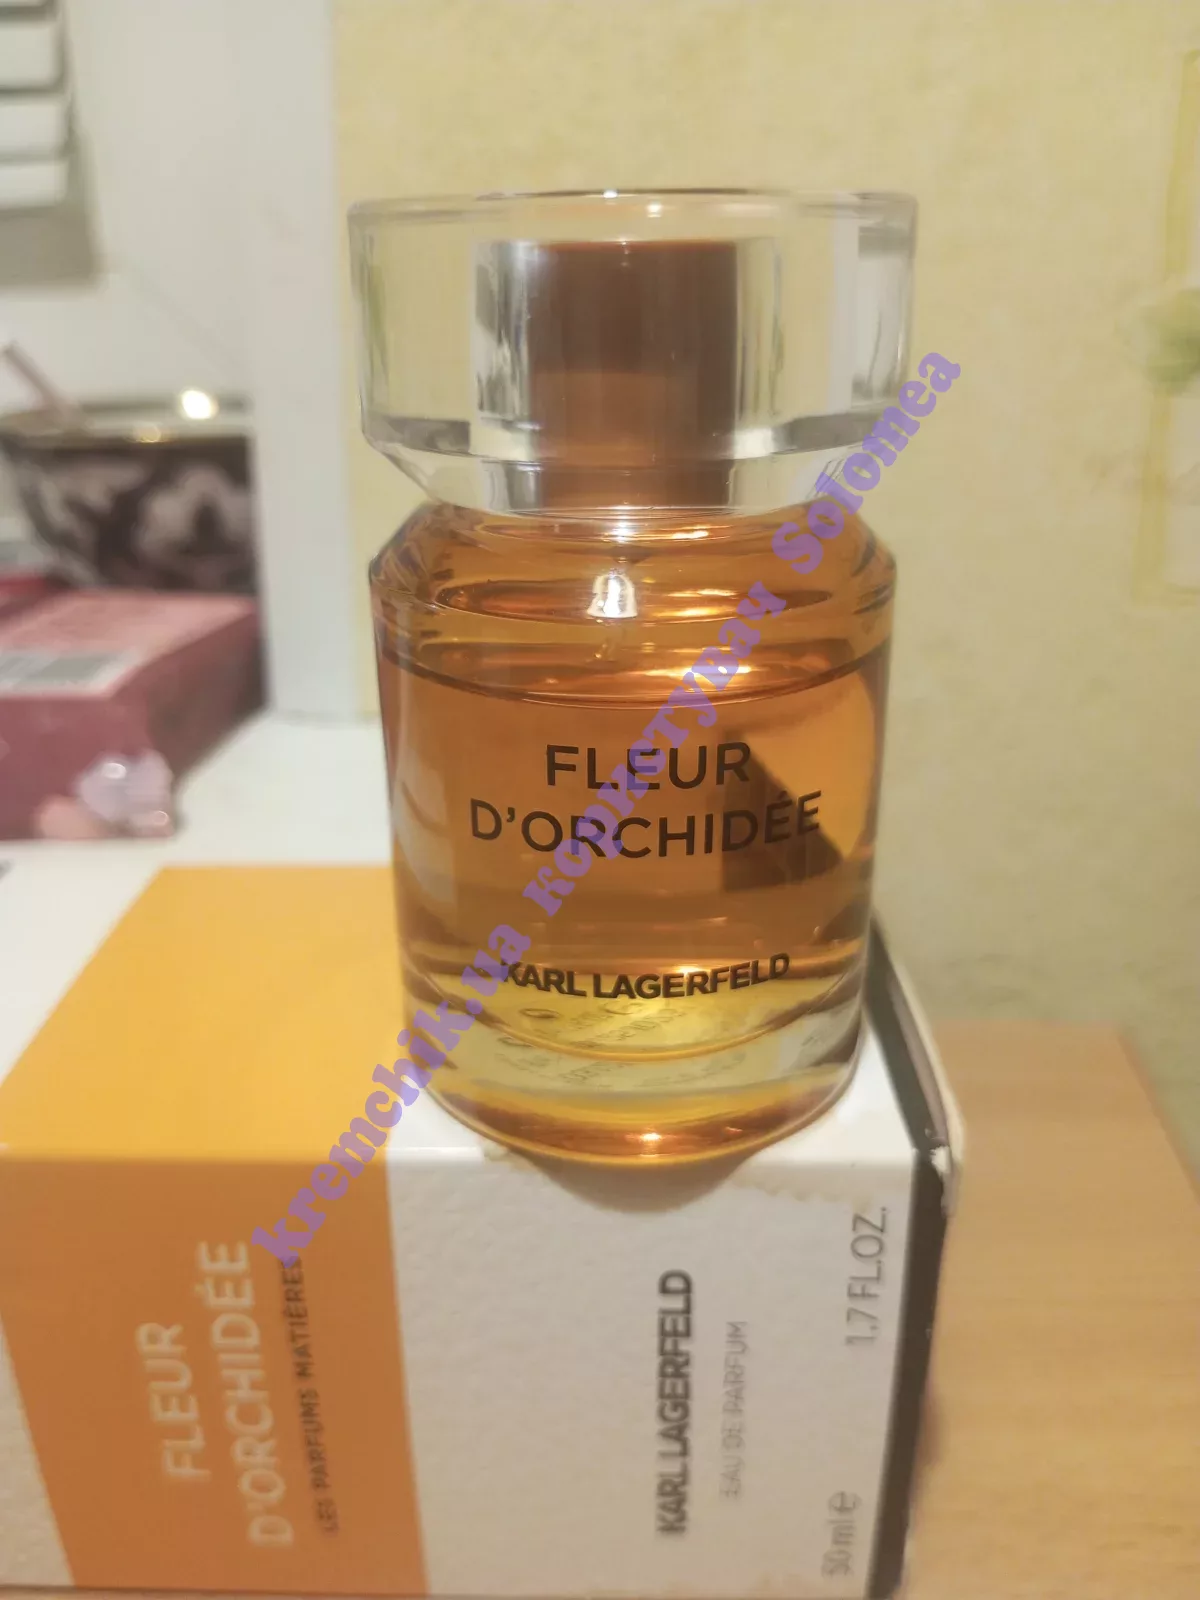 FLEUR
D'ORCHIDÉE
KARL LAGERFELD
kremchik.ua користувач Solomea
FLEUR
D'ORCHIDÉE
LES PARFUMS MATIÈRES
KARL LAGERFELD
EAU DE PARFUM
50 ml e
1,7 FL.OZ.